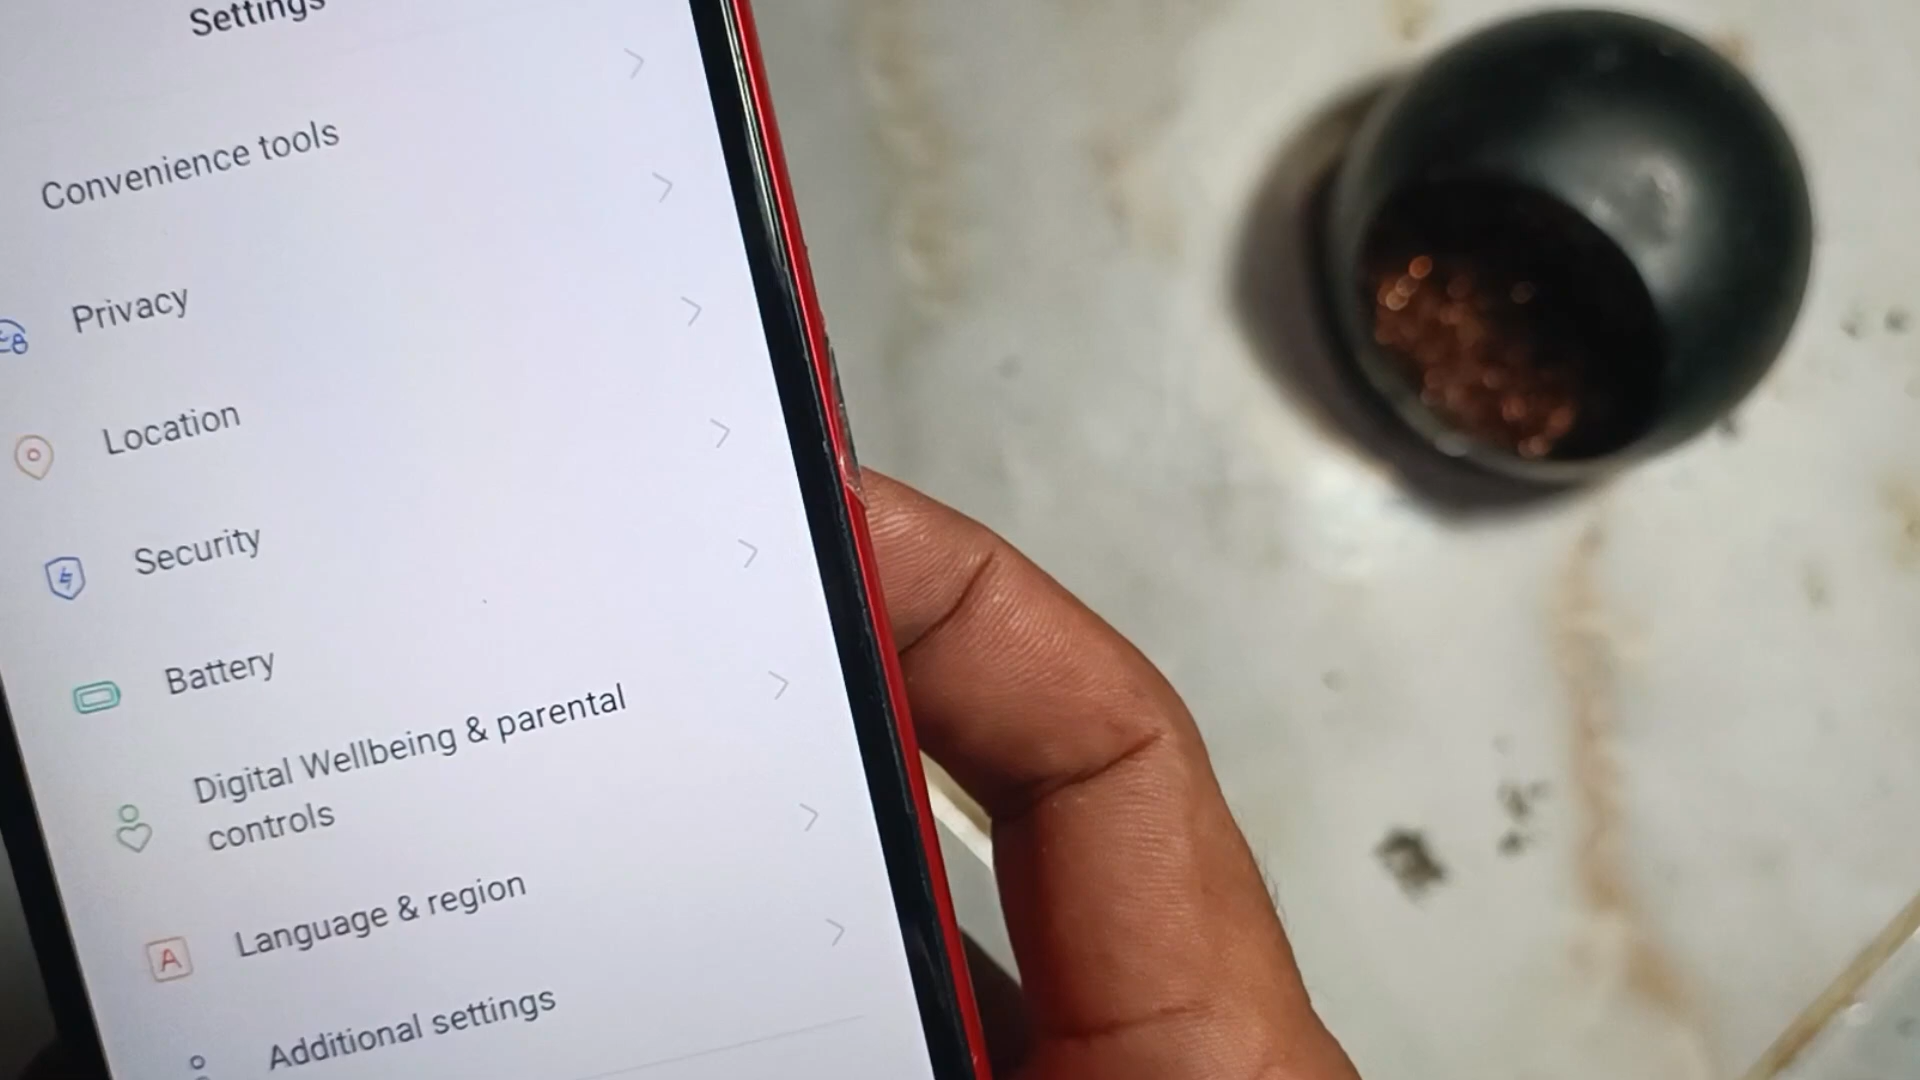 Settings
Convenience tools
Privacy
Location
Security
Battery
Digital Wellbeing & parental
controls
A
Language & region
Additional settings